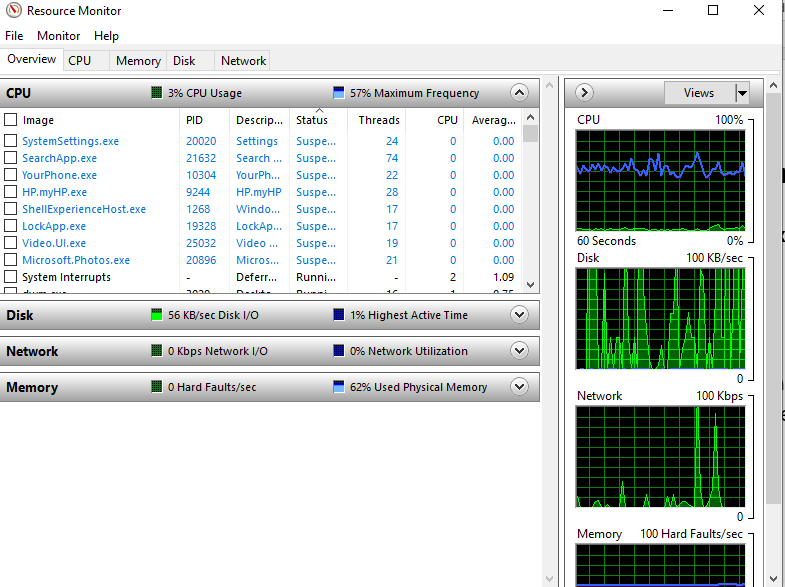 Resource Monitor
File Monitor Help
Overview CPU Memory Disk Network
CPU 3% CPU Usage 57% Maximum Frequency
Image PID Descrip... Status Threads CPU Averag...
SystemSettings.exe 20020 Settings Suspe... 24 0 0.00
SearchApp.exe 21632 Search ... Suspe... 74 0 0.00
YourPhone.exe 10304 YourPh... Suspe... 22 0 0.00
HP.myHP.exe 9244 HP.myHP Suspe... 28 0 0.00
ShellExperienceHost.exe 1268 Windo... Suspe... 17 0 0.00
LockApp.exe 19328 LockAp... Suspe... 17 0 0.00
Video.UI.exe 25032 Video ... Suspe... 19 0 0.00
Microsoft.Photos.exe 20896 Micros... Suspe... 21 0 0.00
System Interrupts - Deferr... Runni... - 2 1.09
Disk 56 KB/sec Disk I/O 1% Highest Active Time
Network 0 Kbps Network I/O 0% Network Utilization
Memory 0 Hard Faults/sec 62% Used Physical Memory
Views
CPU 100%
60 Seconds 0%
Disk 100 KB/sec
0
Network 100 Kbps
0
Memory 100 Hard Faults/sec